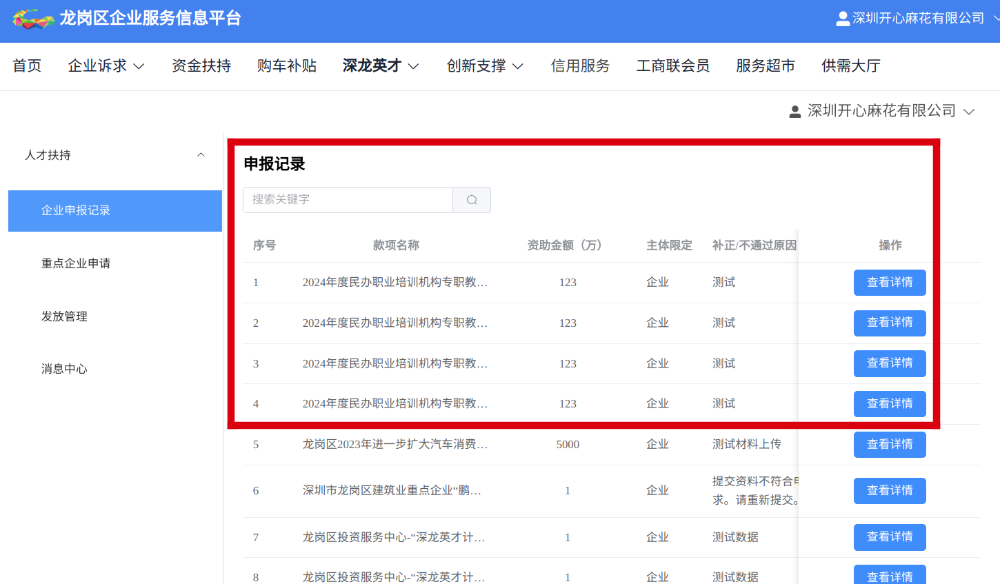 龙岗区企业服务信息平台
深圳开心麻花有限公司
首页 企业诉求 资金扶持 购车补贴 深龙英才 创新支撑 信用服务 工商联会员 服务超市 供需大厅
深圳开心麻花有限公司
人才扶持
企业申报记录
重点企业申请
发放管理
消息中心
申报记录
搜索关键字
序号 款项名称 资助金额（万） 主体限定 补正/不通过原因 操作
1 2024年度民办职业培训机构专职教… 123 企业 测试 查看详情
2 2024年度民办职业培训机构专职教… 123 企业 测试 查看详情
3 2024年度民办职业培训机构专职教… 123 企业 测试 查看详情
4 2024年度民办职业培训机构专职教… 123 企业 测试 查看详情
5 龙岗区2023年进一步扩大汽车消费… 5000 企业 测试材料上传 查看详情
6 深圳市龙岗区建筑业重点企业“鹏… 1 企业 提交资料不符合 查看详情
求。请重新提交。
7 龙岗区投资服务中心-“深龙英才计… 1 企业 测试数据 查看详情
8 龙岗区投资服务中心-“深龙英才计… 1 企业 测试数据 查看详情